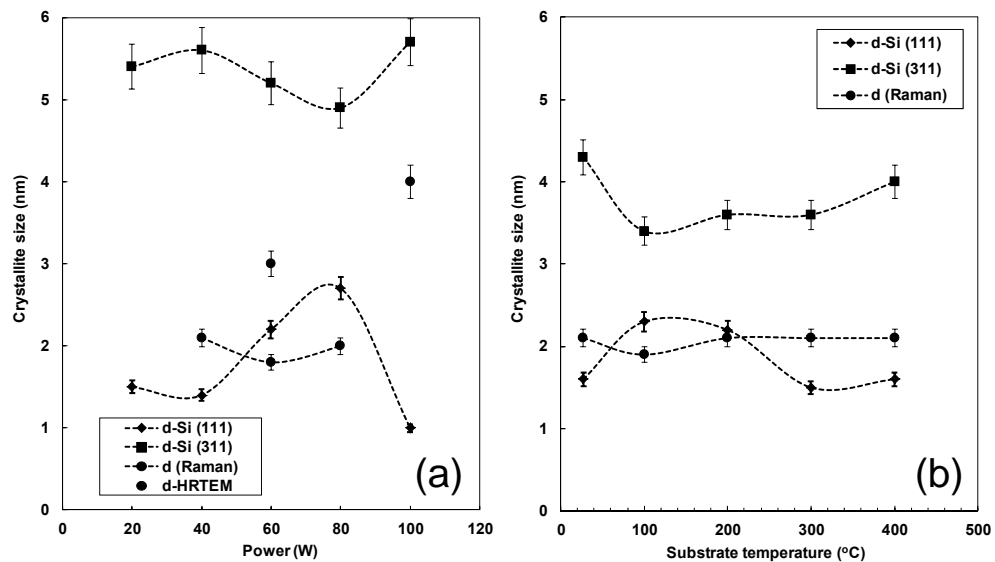 6
5
4
3
2
1
0
0 20 40 60 80 100 120
Crystallite size (nm)
Power (W)
d-Si (111)
d-Si (311)
d (Raman)
d-HRTEM
(a)
6
5
4
3
2
1
0
0 100 200 300 400 500
Crystallite size (nm)
Substrate temperature (ºC)
d-Si (111)
d-Si (311)
d (Raman)
(b)